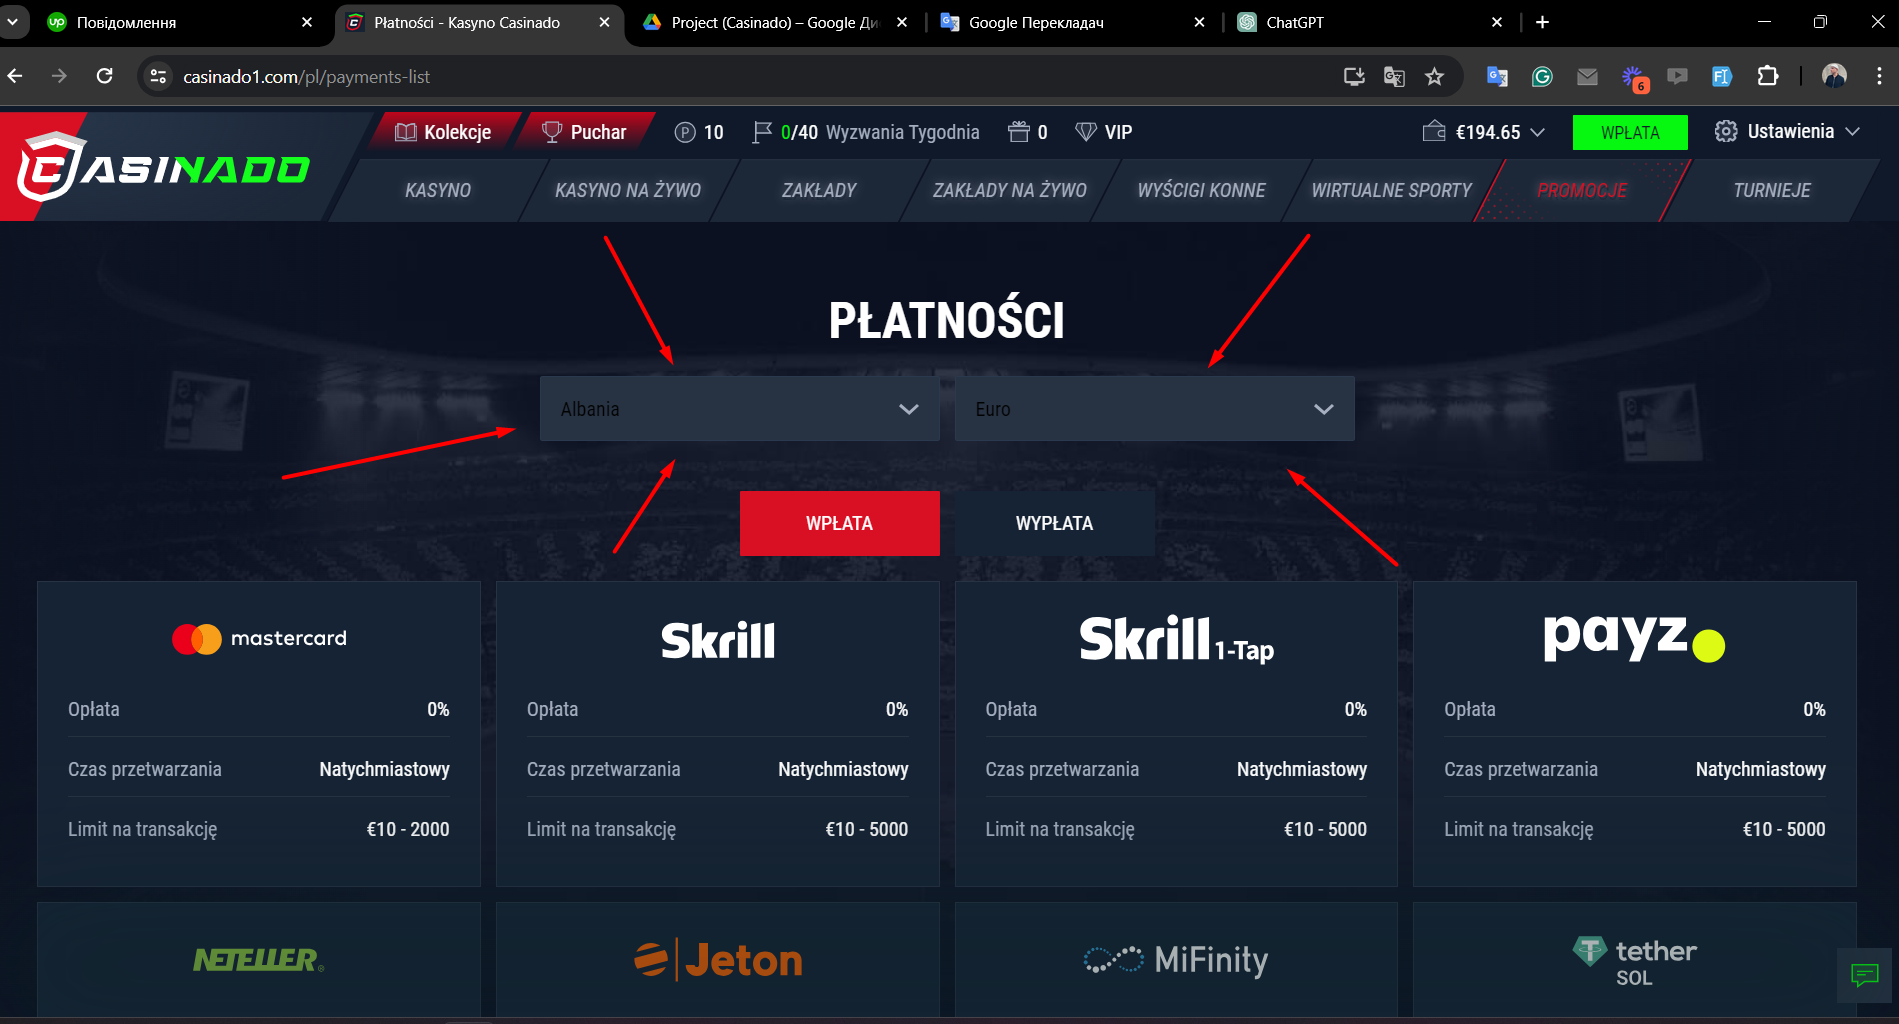 Повідомлення
Płatności - Kasyno Casinado
Project (Casinado) – Google Ди
Google Перекладач
ChatGPT
casinado1.com/pl/payments-list
6
CASINADO
Kolekcje
Puchar
10
0/40 Wyzwania Tygodnia
0
VIP
€194.65
WPŁATA
Ustawienia
KASYNO
KASYNO NA ŻYWO
ZAKŁADY
ZAKŁADY NA ŻYWO
WYŚCIGI KONNE
WIRTUALNE SPORTY
PROMOCJE
TURNIEJE
PŁATNOŚCI
Albania
Euro
WPŁATA
WYPŁATA
mastercard
Opłata 0%
Czas przetwarzania Natychmiastowy
Limit na transakcję €10 - 2000
Skrill
Opłata 0%
Czas przetwarzania Natychmiastowy
Limit na transakcję €10 - 5000
Skrill 1-Tap
Opłata 0%
Czas przetwarzania Natychmiastowy
Limit na transakcję €10 - 5000
payz
Opłata 0%
Czas przetwarzania Natychmiastowy
Limit na transakcję €10 - 5000
NETELLER
Jeton
MiFinity
tether
SOL